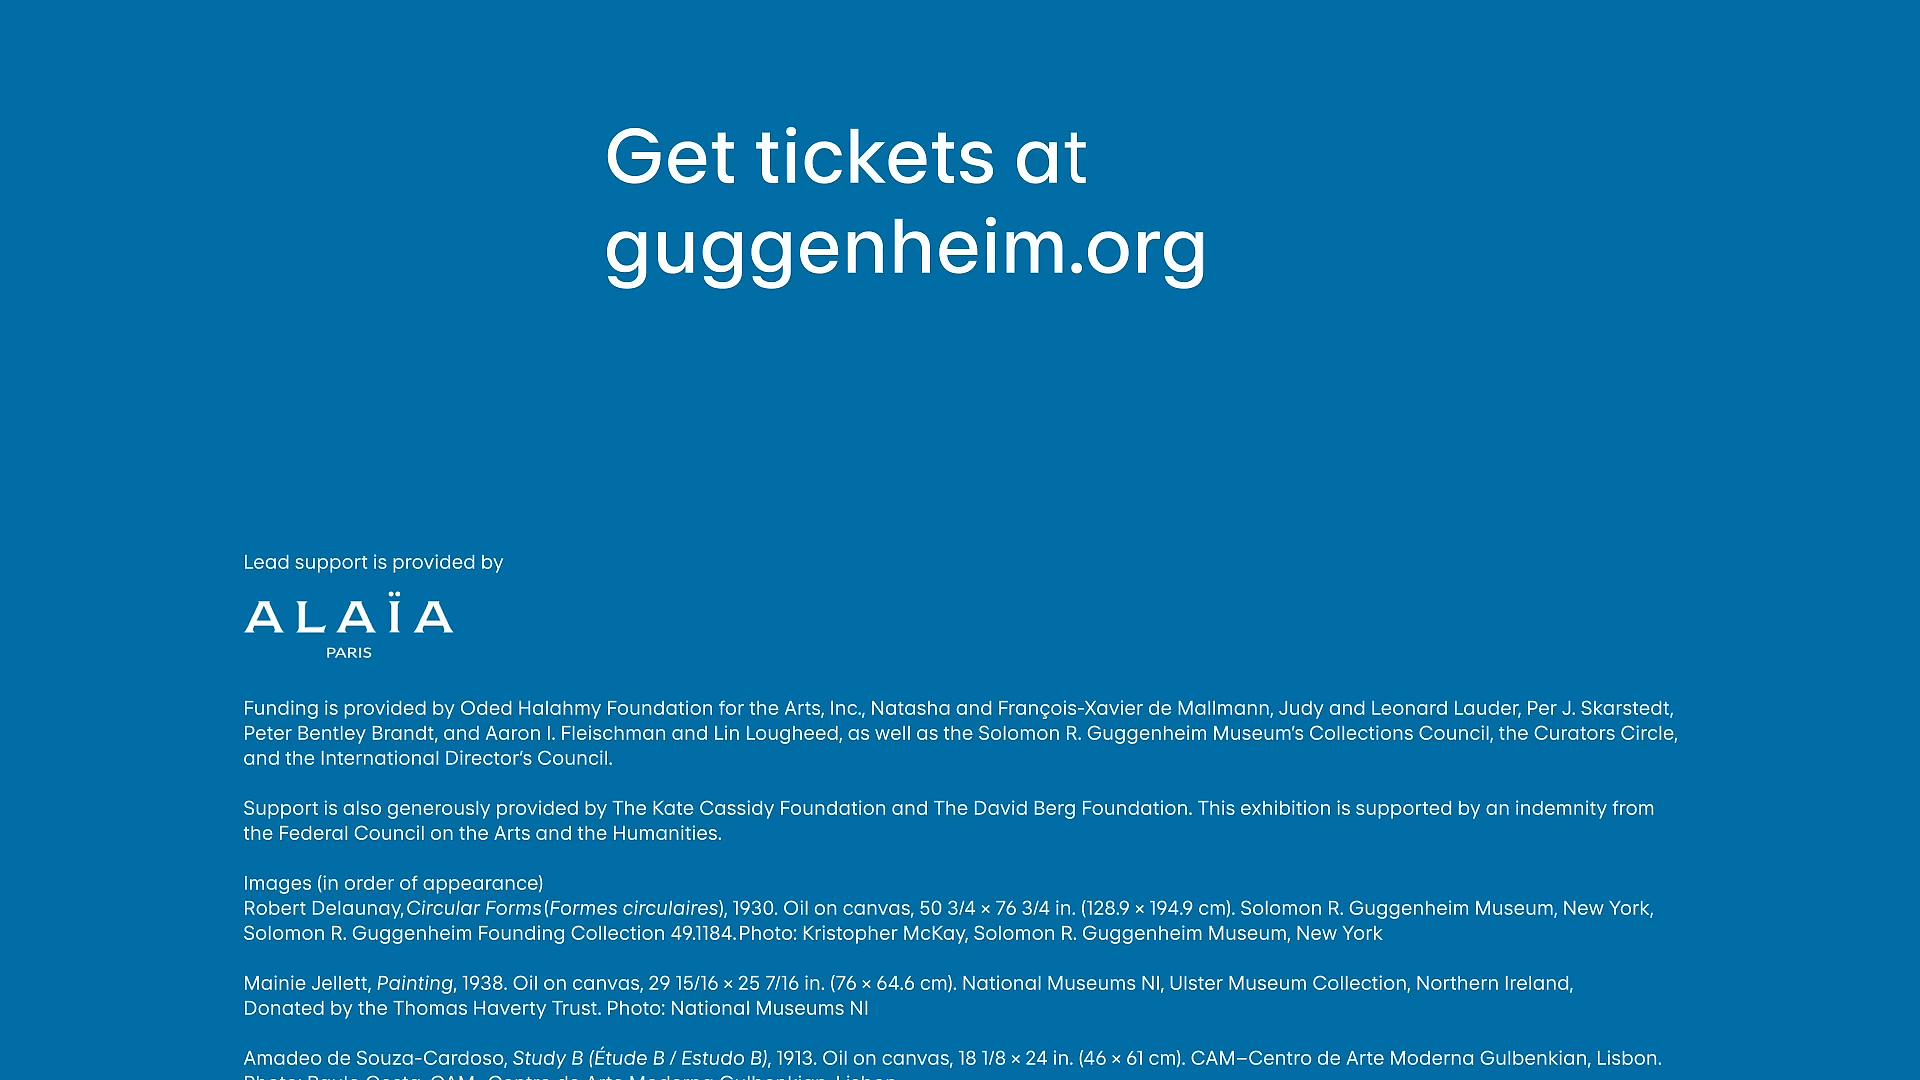 Get tickets at
guggenheim.org
Lead support is provided by
ALAÏA
PARIS
Funding is provided by Oded Halahmy Foundation for the Arts, Inc., Natasha and François-Xavier de Mallmann, Judy and Leonard Lauder, Per J. Skarstedt,
Peter Bentley Brandt, and Aaron I. Fleischman and Lin Lougheed, as well as the Solomon R. Guggenheim Museum’s Collections Council, the Curators Circle,
and the International Director’s Council.
Support is also generously provided by The Kate Cassidy Foundation and The David Berg Foundation. This exhibition is supported by an indemnity from
the Federal Council on the Arts and the Humanities.
Images (in order of appearance)
Robert Delaunay, Circular Forms (Formes circulaires), 1930. Oil on canvas, 50 3/4 × 76 3/4 in. (128.9 × 194.9 cm). Solomon R. Guggenheim Museum, New York,
Solomon R. Guggenheim Founding Collection 49.1184. Photo: Kristopher McKay, Solomon R. Guggenheim Museum, New York
Mainie Jellett, Painting, 1938. Oil on canvas, 29 15/16 × 25 7/16 in. (76 × 64.6 cm). National Museums NI, Ulster Museum Collection, Northern Ireland,
Donated by the Thomas Haverty Trust. Photo: National Museums NI
Amadeo de Souza-Cardoso, Study B (Étude B / Estudo B), 1913. Oil on canvas, 18 1/8 × 24 in. (46 × 61 cm). CAM–Centro de Arte Moderna Gulbenkian, Lisbon.
Photo: Paulo Costa, CAM–Centro de Arte Moderna Gulbenkian, Lisbon